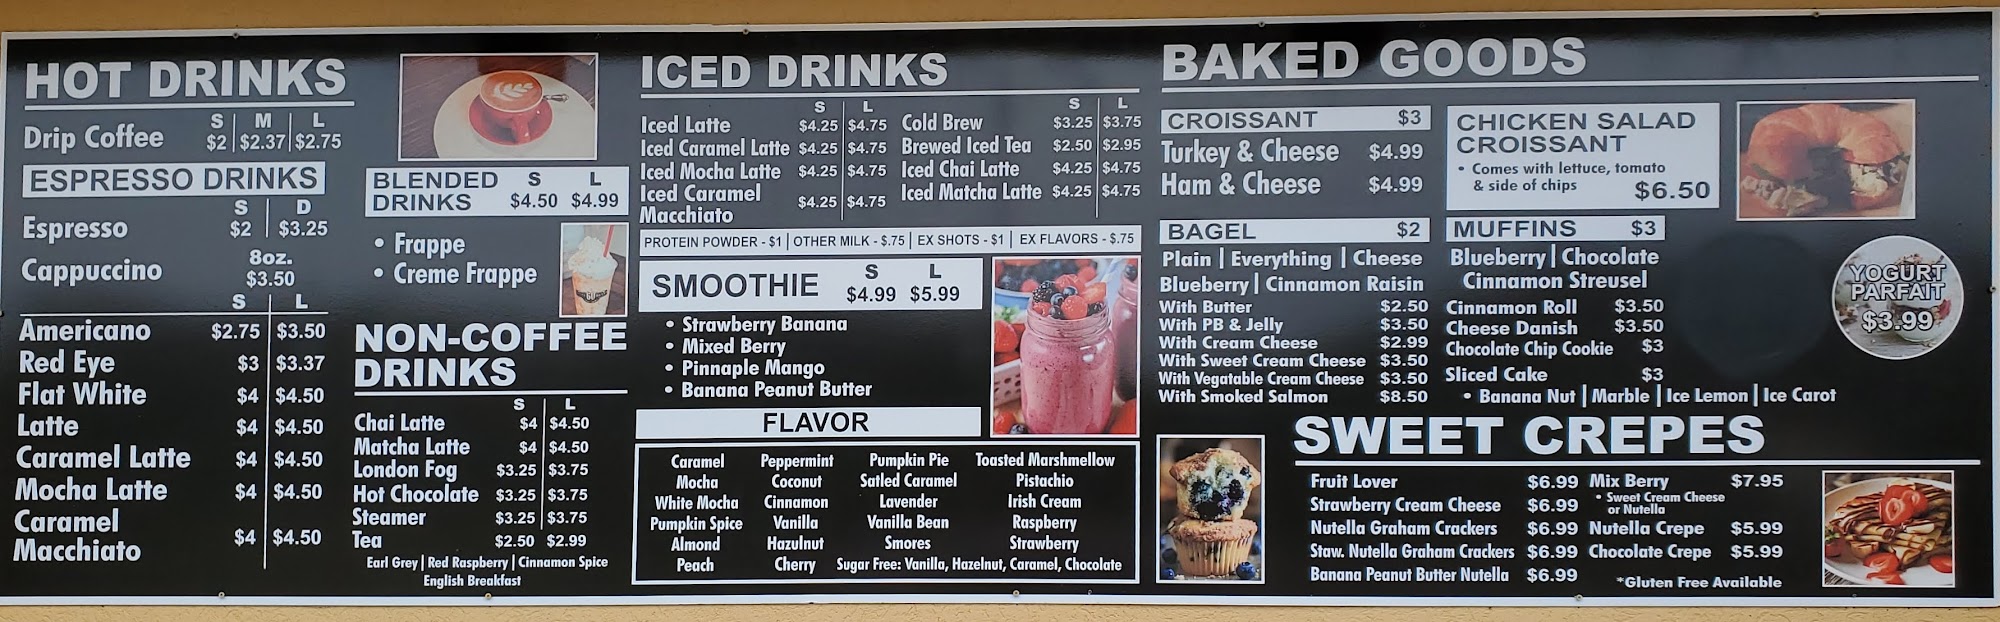 HOT DRINKS
S | M | L
Drip Coffee $2 | $2.37 | $2.75
ESPRESSO DRINKS
S | D
Espresso $2 | $3.25
8oz.
Cappuccino $3.50
S | L
Americano $2.75 | $3.50
Red Eye $3 | $3.37
Flat White $4 | $4.50
Latte $4 | $4.50
Caramel Latte $4 | $4.50
Mocha Latte $4 | $4.50
Caramel
Macchiato $4 | $4.50
BLENDED S L
DRINKS $4.50 $4.99
• Frappe
• Creme Frappe
NON-COFFEE
DRINKS
S | L
Chai Latte $4 | $4.50
Matcha Latte $4 | $4.50
London Fog $3.25 | $3.75
Hot Chocolate $3.25 | $3.75
Steamer $3.25 | $3.75
Tea $2.50 | $2.99
Earl Grey | Red Raspberry | Cinnamon Spice
English Breakfast
ICED DRINKS
S | L
Iced Latte $4.25 | $4.75
Iced Caramel Latte $4.25 | $4.75
Iced Mocha Latte $4.25 | $4.75
Iced Caramel
Macchiato $4.25 | $4.75
S | L
Cold Brew $3.25 | $3.75
Brewed Iced Tea $2.50 | $2.95
Iced Chai Latte $4.25 | $4.75
Iced Matcha Latte $4.25 | $4.75
PROTEIN POWDER - $1 | OTHER MILK - $.75 | EX SHOTS - $1 | EX FLAVORS - $.75
SMOOTHIE S L
$4.99 $5.99
• Strawberry Banana
• Mixed Berry
• Pinnaple Mango
• Banana Peanut Butter
FLAVOR
Caramel Peppermint Pumpkin Pie Toasted Marshmellow
Mocha Coconut Satled Caramel Pistachio
White Mocha Cinnamon Lavender Irish Cream
Pumpkin Spice Vanilla Vanilla Bean Raspberry
Almond Hazulnut Smores Strawberry
Peach Cherry Sugar Free: Vanilla, Hazelnut, Caramel, Chocolate
BAKED GOODS
CROISSANT $3
Turkey & Cheese $4.99
Ham & Cheese $4.99
CHICKEN SALAD
CROISSANT
• Comes with lettuce, tomato
& side of chips $6.50
BAGEL $2
Plain | Everything | Cheese
Blueberry | Cinnamon Raisin
With Butter $2.50
With PB & Jelly $3.50
With Cream Cheese $2.99
With Sweet Cream Cheese $3.50
With Vegatable Cream Cheese $3.50
With Smoked Salmon $8.50
MUFFINS $3
Blueberry | Chocolate
Cinnamon Streusel
Cinnamon Roll $3.50
Cheese Danish $3.50
Chocolate Chip Cookie $3
Sliced Cake $3
• Banana Nut | Marble | Ice Lemon | Ice Carot
YOGURT
PARFAIT
$3.99
SWEET CREPES
Fruit Lover $6.99
Strawberry Cream Cheese $6.99
Nutella Graham Crackers $6.99
Staw. Nutella Graham Crackers $6.99
Banana Peanut Butter Nutella $6.99
Mix Berry $7.95
• Sweet Cream Cheese
or Nutella
Nutella Crepe $5.99
Chocolate Crepe $5.99
*Gluten Free Available